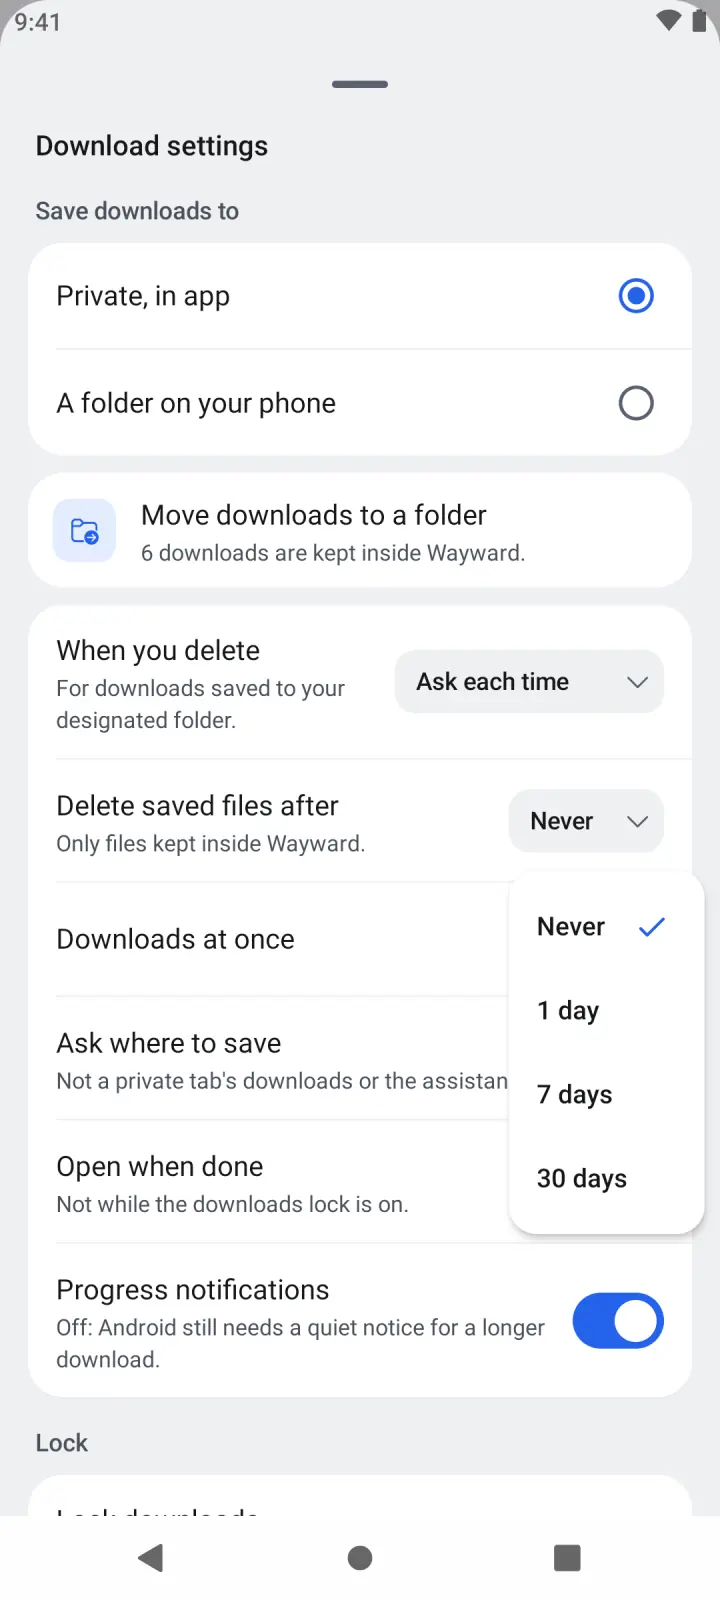 9:41
Download settings
Save downloads to
Private, in app
A folder on your phone
Move downloads to a folder
6 downloads are kept inside Wayward.
When you delete
For downloads saved to your
designated folder.
Ask each time
Delete saved files after
Only files kept inside Wayward.
Never
Never
1 day
7 days
30 days
Downloads at once
Ask where to save
Not a private tab's downloads or the assistan
Open when done
Not while the downloads lock is on.
Progress notifications
Off: Android still needs a quiet notice for a longer
download.
Lock
Lock downloads